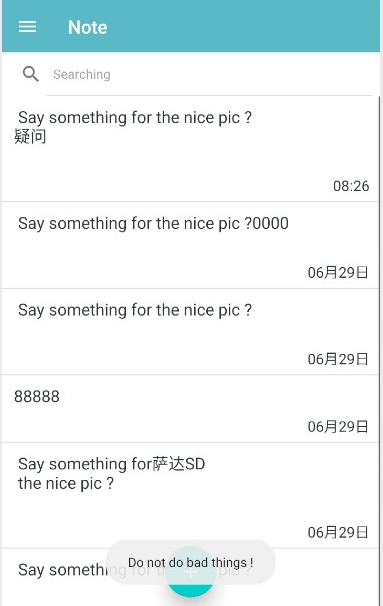 Note
Searching
Say something for the nice pic ?
疑问
08:26
Say something for the nice pic ?0000
06月29日
Say something for the nice pic ?
06月29日
88888
06月29日
Say something for萨达SD
the nice pic ?
06月29日
Say something for
pic ?
Do not do bad things !